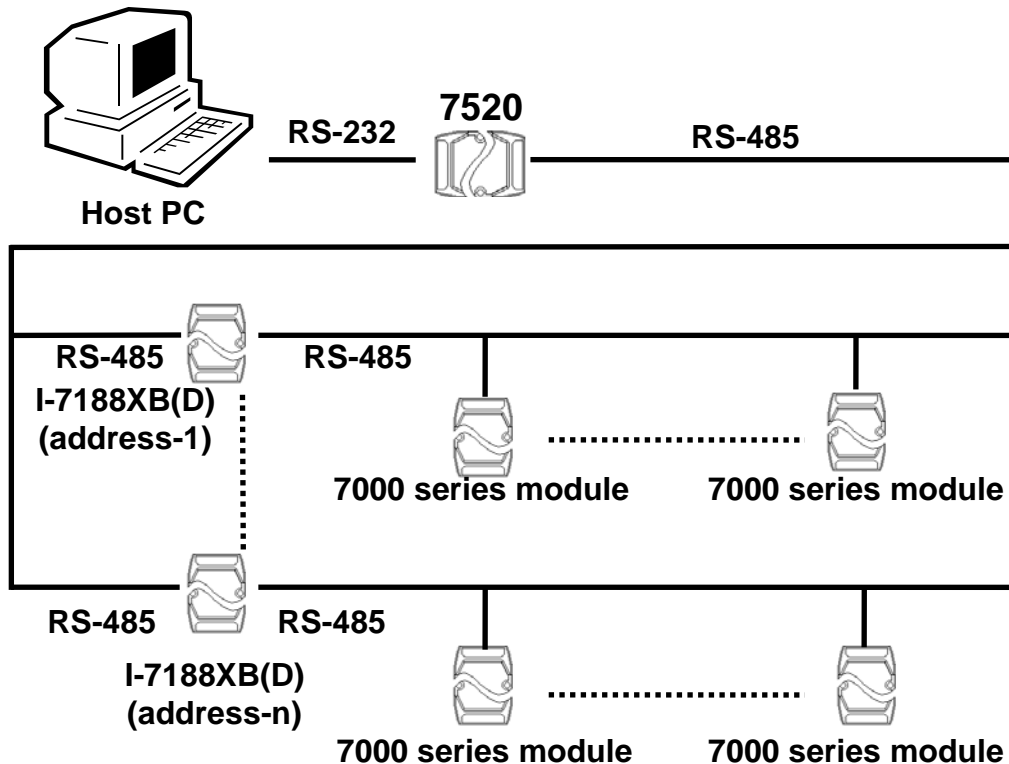 7520
RS-232
RS-485
Host PC
RS-485
RS-485
I-7188XB(D)
(address-1)
7000 series module
7000 series module
RS-485
RS-485
I-7188XB(D)
(address-n)
7000 series module
7000 series module